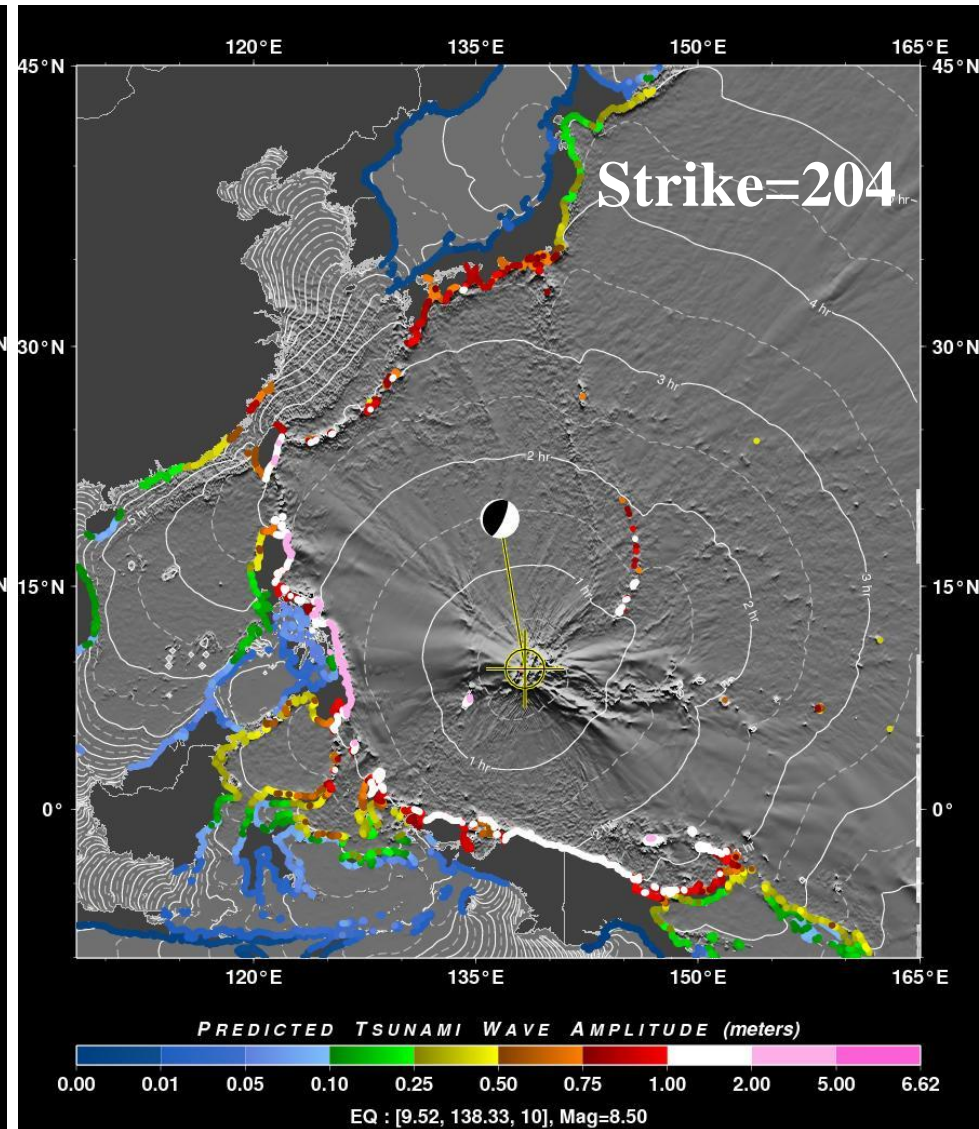 120°E 135°E 150°E 165°E
45°N 45°N
Strike=204
hr
4 hr
30°N 30°N
3 hr
2 hr
5 hr
1 hr
15°N 15°N
3 hr
2 hr
1 hr
0° 0°
120°E 135°E 150°E 165°E
PREDICTED TSUNAMI WAVE AMPLITUDE (meters)
0.00 0.01 0.05 0.10 0.25 0.50 0.75 1.00 2.00 5.00 6.62
EQ : [9.52, 138.33, 10], Mag=8.50